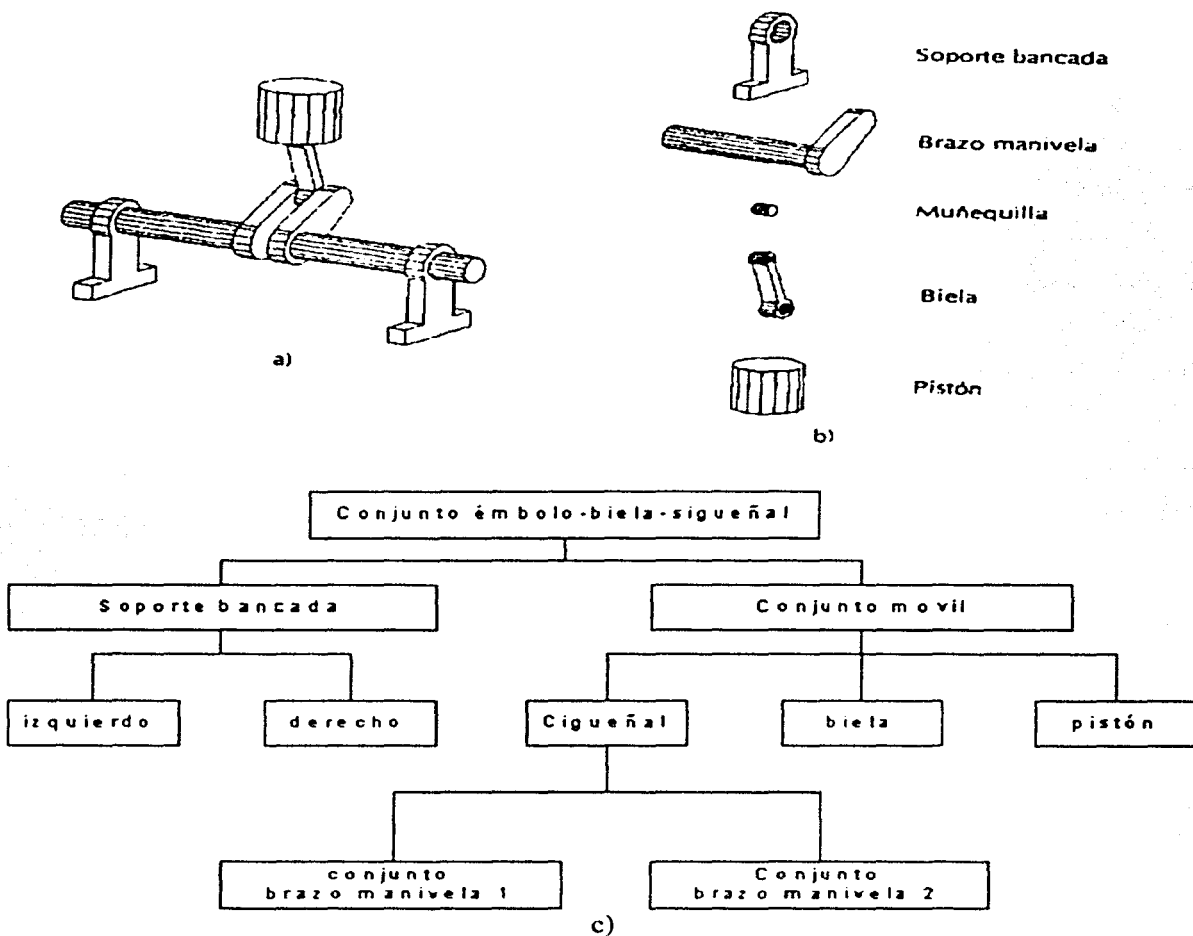 Soporte bancada
Brazo manivela
Muñequilla
Biela
Pistón
a)
b)
Conjunto émbolo-biela-sigueñal
Soporte bancada
Conjunto movil
izquierdo
derecho
Cigueñal
biela
pistón
conjunto
brazo manivela 1
Conjunto
brazo manivela 2
c)